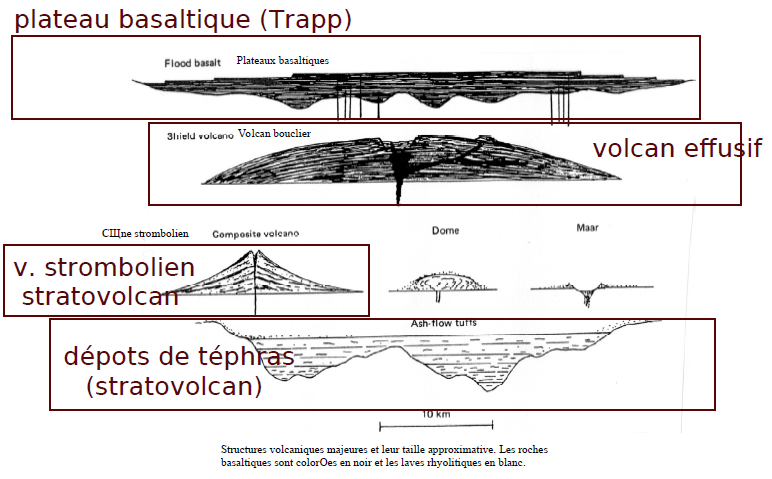 plateau basaltique (Trapp)
Flood basalt Plateaux basaltiques
Shield volcano Volcan bouclier
volcan effusif
СЩne strombolien Composite volcano Dome Maar
v. strombolien
stratovolcan
Ash-flow tuffs
dépots de téphras
(stratovolcan)
10 km
Structures volcaniques majeures et leur taille approximative. Les roches
basaltiques sont colorOes en noir et les laves rhyolitiques en blanc.